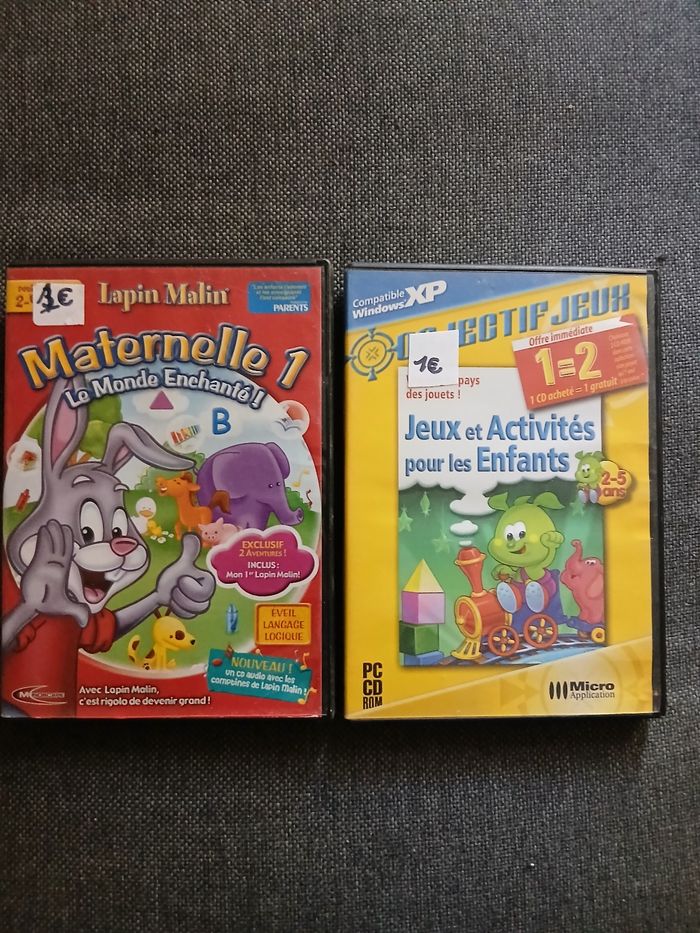 1€
Lapin Malin
PARENTS
Maternelle 1
Le Monde Enchanté !
B
EXCLUSIF
2 AVENTURES !
INCLUS :
Mon 1er Lapin Malin!
ÉVEIL
LANGAGE
LOGIQUE
NOUVEAU !
un CD audio avec les
comptines de Lapin Malin !
Avec Lapin Malin,
c'est rigolo de devenir grand !
Compatible
Windows XP
OBJECTIF JEUX
Offre immédiate
1=2
1 CD acheté = 1 gratuit
1€
pays
des jouets !
Jeux et Activités
pour les Enfants
2-5
ans
PC
CD
ROM
Micro
Application